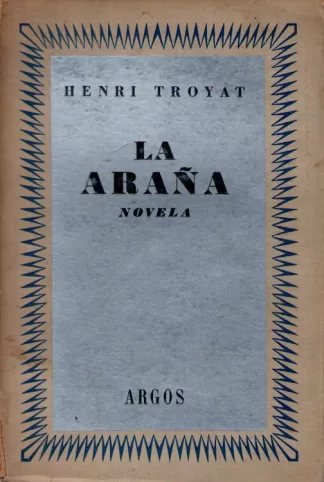 HENRI TROYAT
LA
ARAÑA
NOVELA
ARGOS